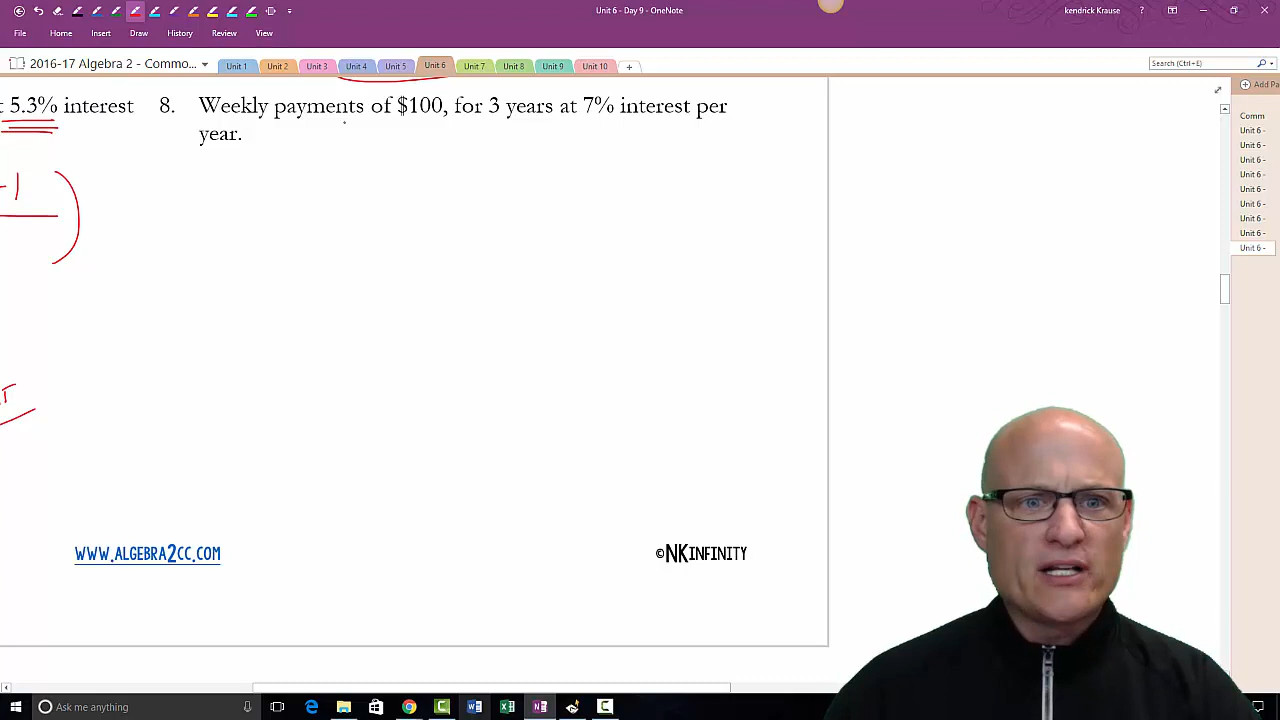 Unit 6 - Day 9 - OneNote
kendrick Krause
?
File Home Insert Draw History Review View
2016-17 Algebra 2 - Commo...
Unit 1 Unit 2 Unit 3 Unit 4 Unit 5 Unit 6 Unit 7 Unit 8 Unit 9 Unit 10 +
Search (Ctrl+E)
Add Pa
Comm
Unit 6 -
Unit 6 -
Unit 6 -
Unit 6 -
Unit 6 -
Unit 6 -
Unit 6 -
Unit 6 -
Unit 6 -
5.3% interest
8. Weekly payments of $100, for 3 years at 7% interest per
year.
-1
WWW.ALGEBRA2CC.COM
©NKINFINITY
Ask me anything